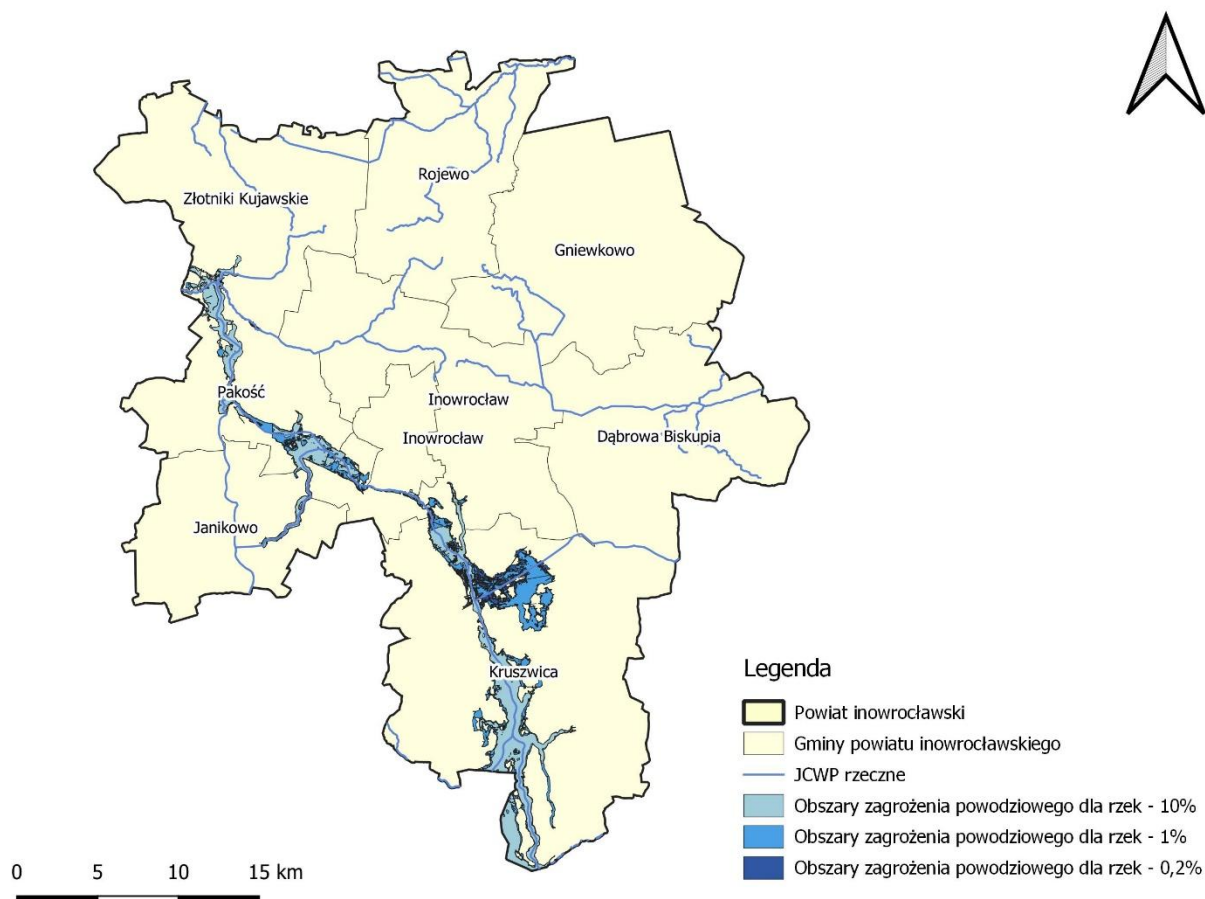 Rojewo
Złotniki Kujawskie
Gniewkowo
Pakość
Inowrocław
Inowrocław
Dąbrowa Biskupia
Janikowo
Kruszwica
Legenda
Powiat inowrocławski
Gminy powiatu inowrocławskiego
JCWP rzeczne
Obszary zagrożenia powodziowego dla rzek - 10%
Obszary zagrożenia powodziowego dla rzek - 1%
Obszary zagrożenia powodziowego dla rzek - 0,2%
0 5 10 15 km